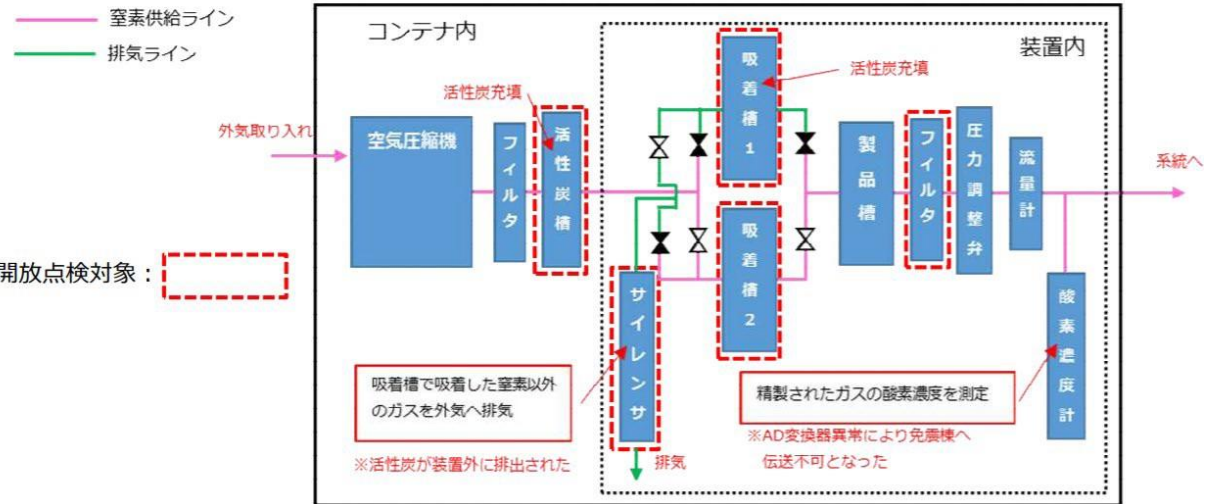 窒素供給ライン
排気ライン
コンテナ内
装置内
活性炭充填
活性炭充填
外気取り入れ
空気圧縮機
フィルタ
活性炭槽
吸着槽1
吸着槽2
製品槽
フィルタ
圧力調整弁
流量計
系統へ
開放点検対象:
サイレンサ
酸素濃度計
吸着槽で吸着した窒素以外
のガスを外気へ排気
※活性炭が装置外に排出された
排気
精製されたガスの酸素濃度を測定
※AD変換器異常により免震棟へ
伝送不可となった